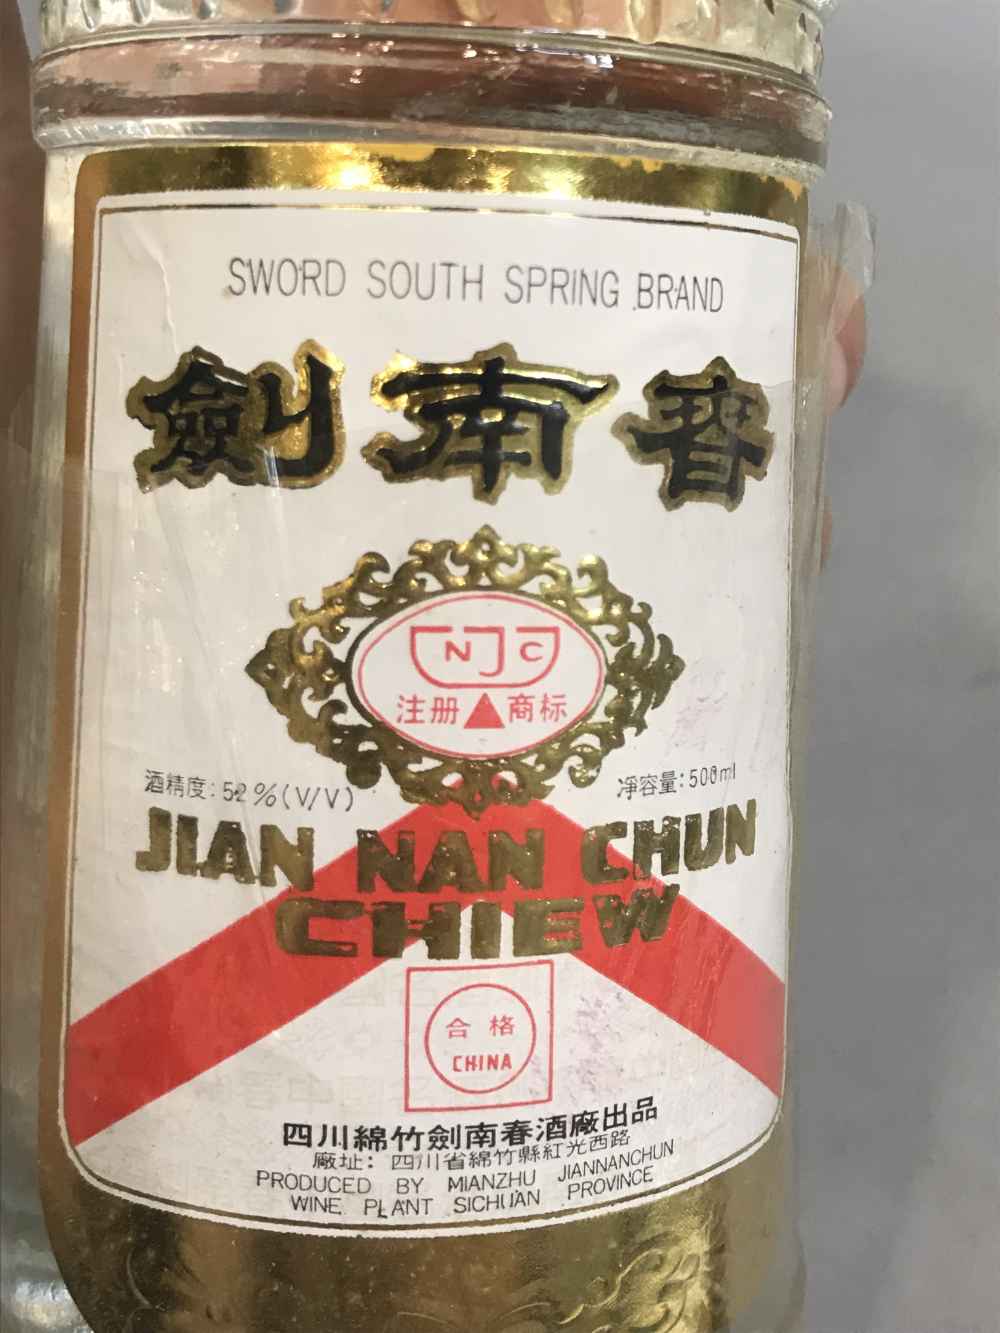 SWORD SOUTH SPRING BRAND
劍南春
NJC
注册 商标
酒精度: 52%(V/V)
净容量: 500ml
JIAN NAN CHUN
CHIEW
合格
CHINA
四川綿竹劍南春酒廠出品
廠址: 四川省綿竹縣紅光西路
PRODUCED BY MIANZHU JIANNANCHUN
WINE PLANT SICHUAN PROVINCE